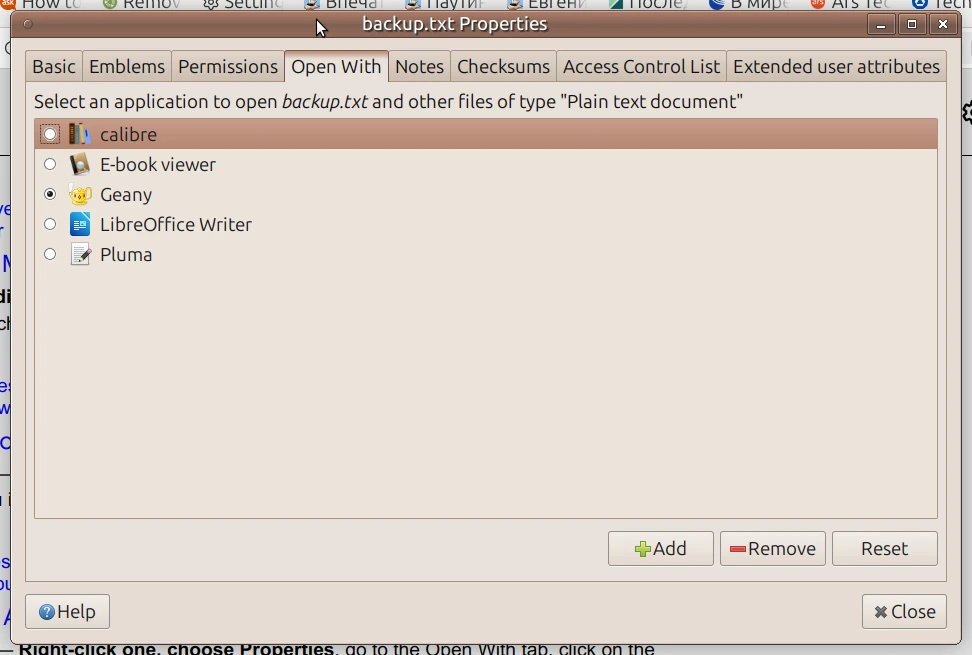 How to
Remov
backup.txt Properties
Basic Emblems Permissions Open With Notes Checksums Access Control List Extended user attributes
Select an application to open backup.txt and other files of type "Plain text document"
calibre
E-book viewer
Geany
LibreOffice Writer
Pluma
Add Remove Reset
Help Close
Right-click one, choose Properties, go to the Open With tab, click on the